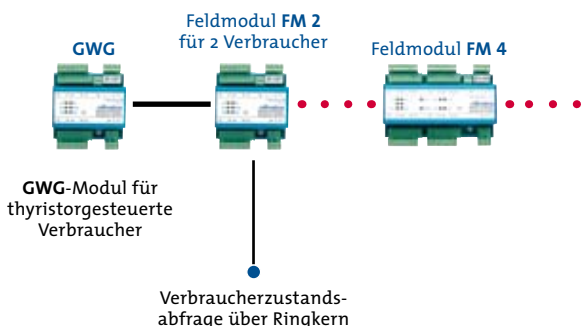 GWG
Feldmodul FM 2
für 2 Verbraucher
Feldmodul FM 4
GWG-Modul für
thyristorgesteuerte
Verbraucher
Verbraucherzustands-
abfrage über Ringkern